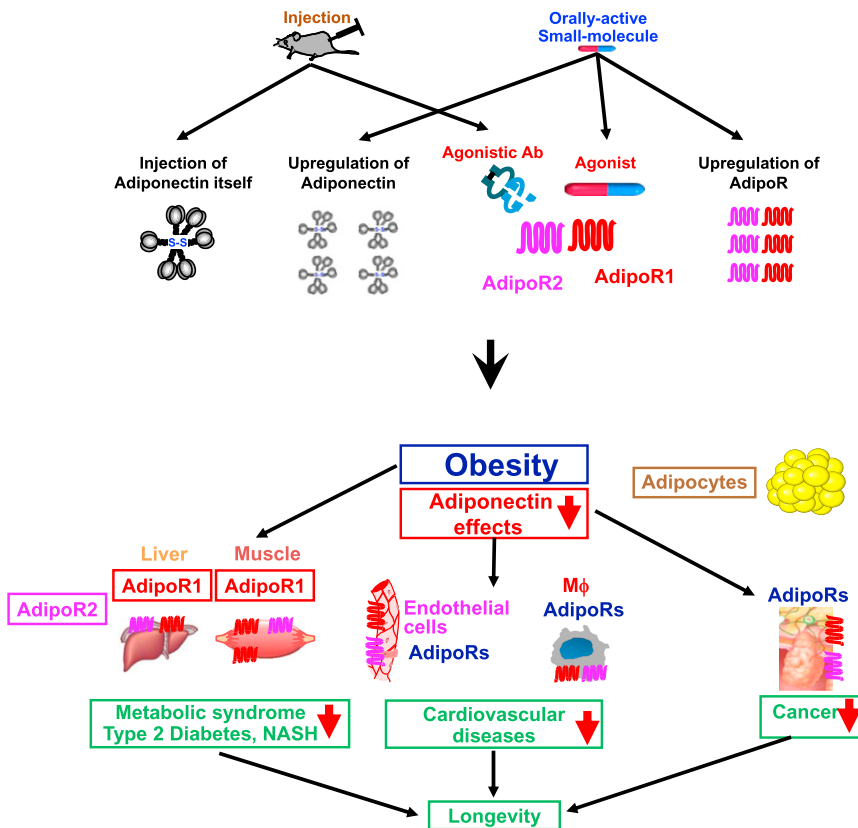 Injection
Orally-active
Small-molecule
Injection of
Adiponectin itself
Upregulation of
Adiponectin
Agonistic Ab
Agonist
Upregulation of
AdipoR
S-S
S-S
S-S
S-S
S-S
AdipoR2
AdipoR1
Obesity
Adiponectin
effects
Adipocytes
Liver
Muscle
AdipoR1
AdipoR1
AdipoR2
Endothelial
cells
AdipoRs
Mϕ
AdipoRs
AdipoRs
Metabolic syndrome
Type 2 Diabetes, NASH
Cardiovascular
diseases
Cancer
Longevity